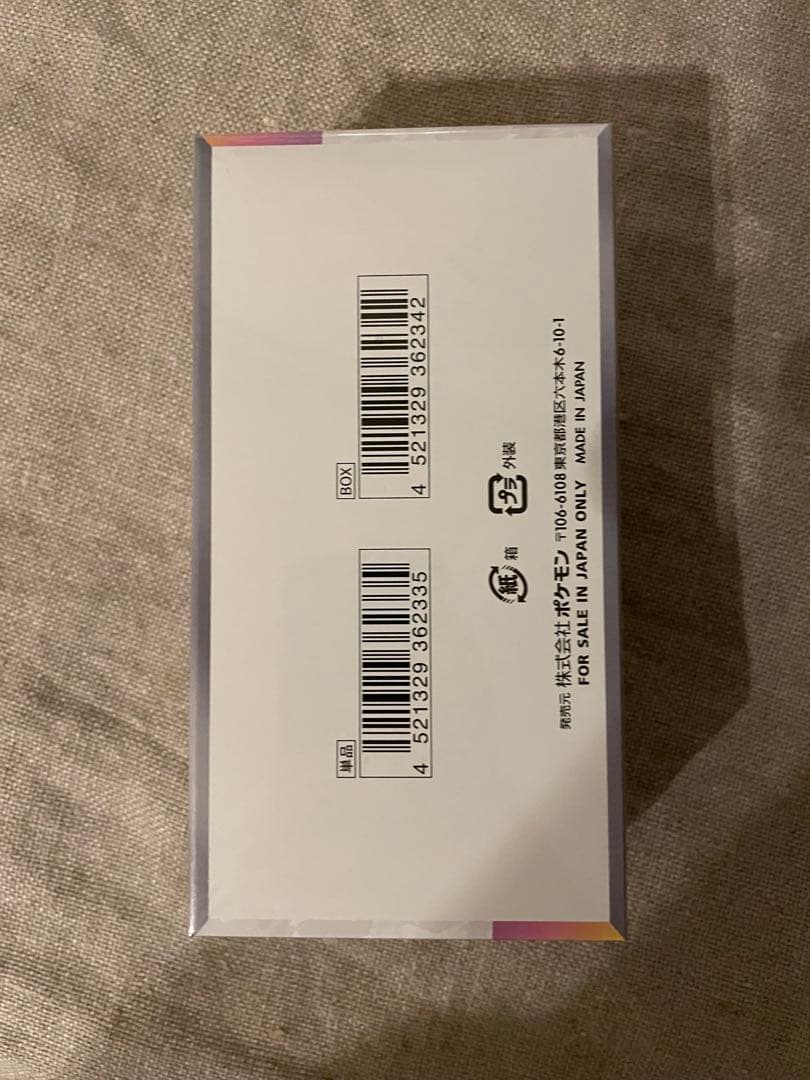 単品
4 521329 362335
BOX
4 521329 362342
紙 箱
プラ 外装
発売元 株式会社 ポケモン 〒106-6108 東京都港区六本木6-10-1
FOR SALE IN JAPAN ONLY MADE IN JAPAN